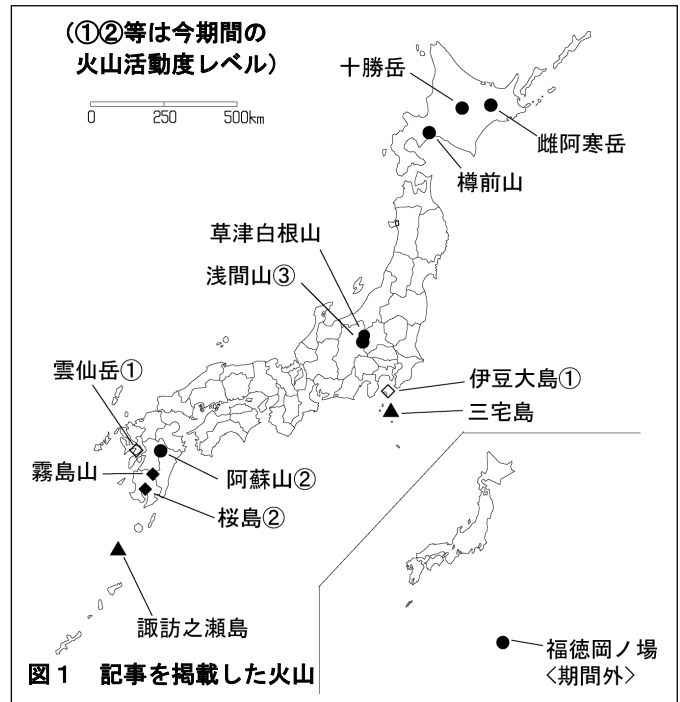 (①②等は今期間の
火山活動度レベル)
0 250 500km
十勝岳
雌阿寒岳
樽前山
草津白根山
浅間山③
雲仙岳①
伊豆大島①
三宅島
霧島山
阿蘇山②
桜島②
諏訪之瀬島
福徳岡ノ場
<期間外>
図1 記事を掲載した火山